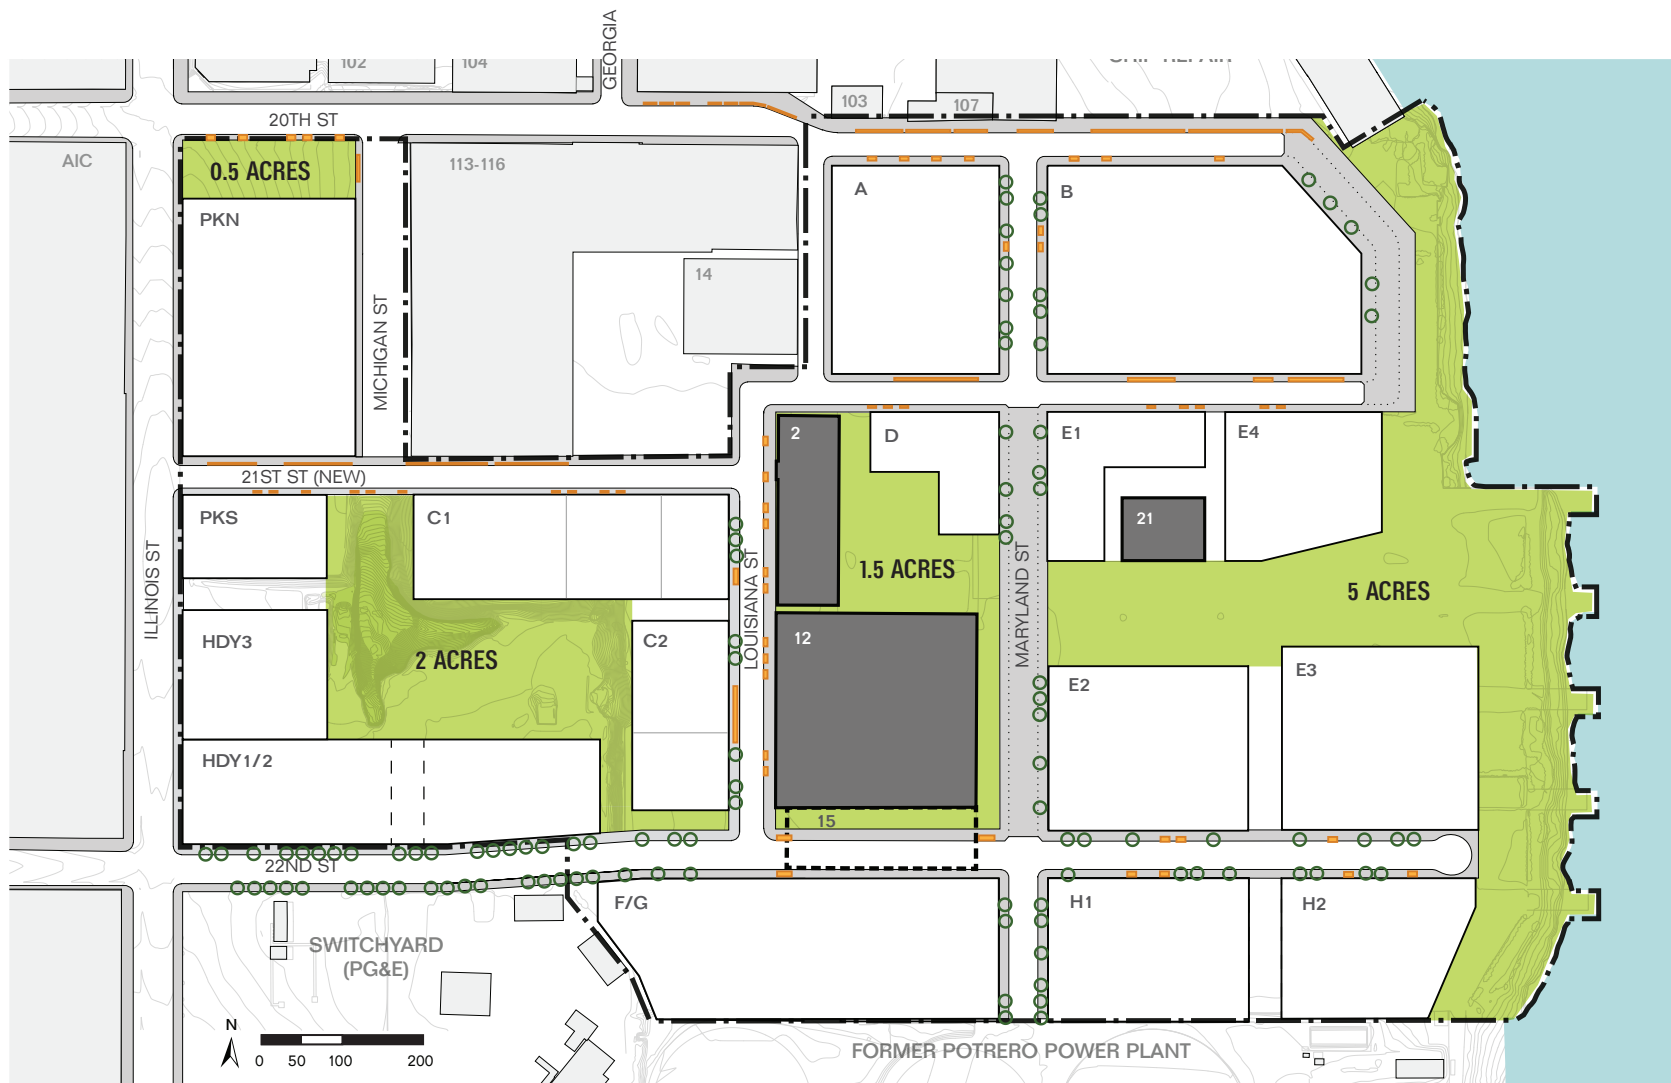 GEORGIA
SHIP REPAIR
102
104
103
107
20TH ST
AIC
0.5 ACRES
113-116
A
B
PKN
14
MICHIGAN ST
2
D
E1
E4
21ST ST (NEW)
PKS
C1
21
ILLINOIS ST
LOUISIANA ST
MARYLAND ST
1.5 ACRES
5 ACRES
HDY3
2 ACRES
C2
12
E2
E3
HDY1/2
15
22ND ST
F/G
H1
H2
SWITCHYARD
(PG&E)
N
0 50 100 200
FORMER POTRERO POWER PLANT